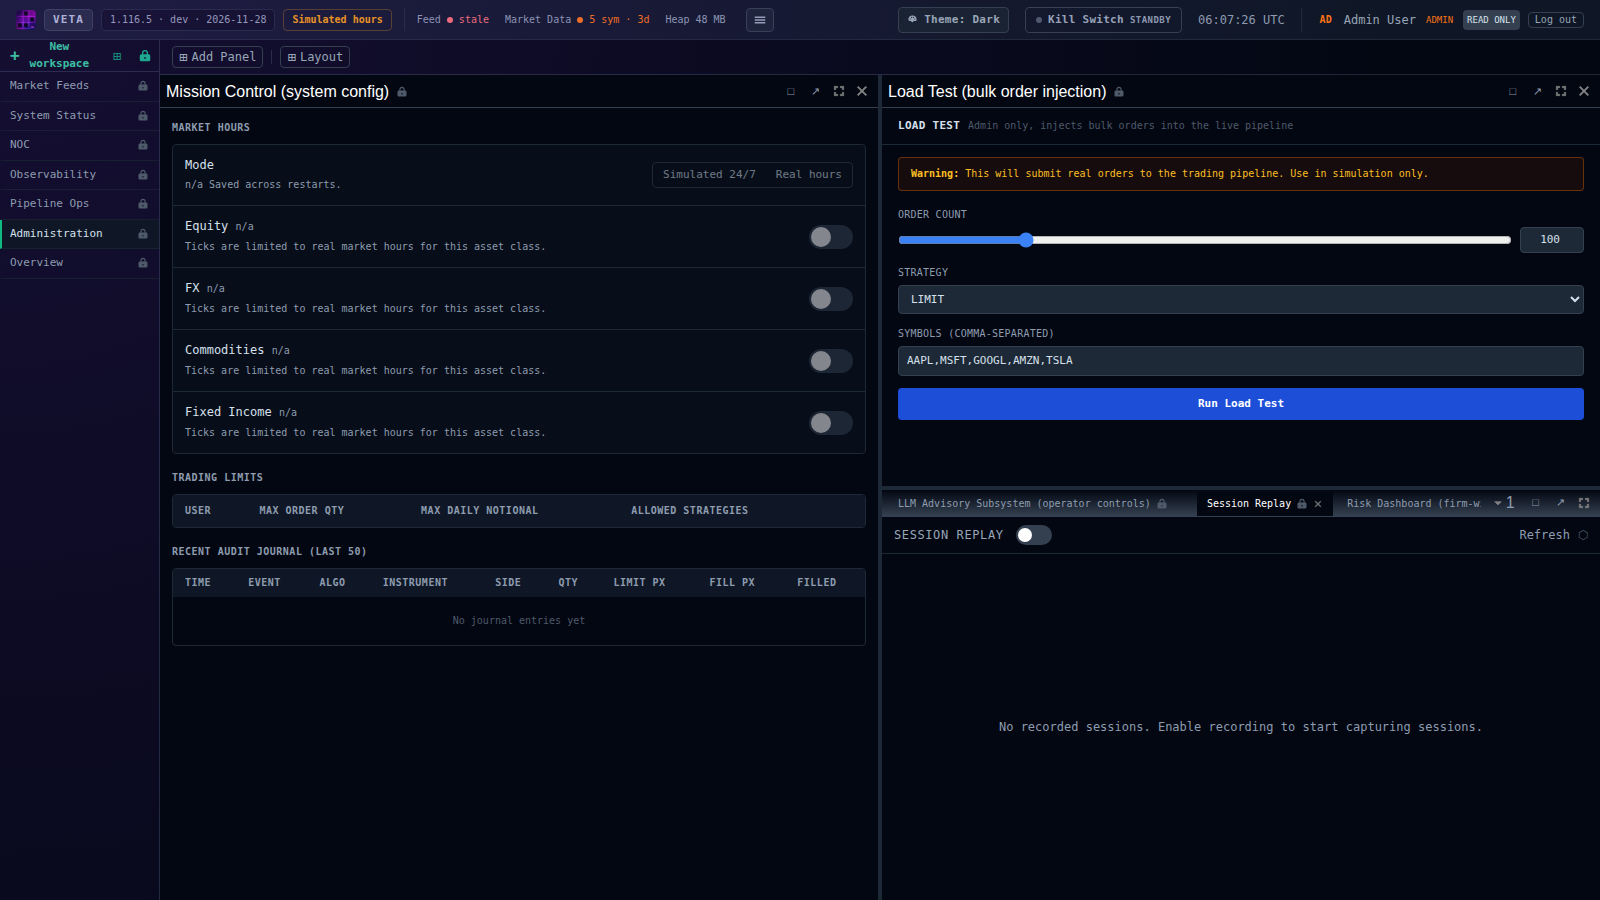 VETA
1.116.5 · dev · 2026-11-28
Simulated hours
Feed ● stale
Market Data ● 5 sym · 3d
Heap 48 MB
Theme: Dark
Kill Switch STANDBY
06:07:26 UTC
AD Admin User ADMIN
READ ONLY
Log out
+ New workspace
Market Feeds
System Status
NOC
Observability
Pipeline Ops
Administration
Overview
Add Panel
Layout
Mission Control (system config)
MARKET HOURS
Mode
n/a Saved across restarts.
Simulated 24/7 Real hours
Equity n/a
Ticks are limited to real market hours for this asset class.
FX n/a
Ticks are limited to real market hours for this asset class.
Commodities n/a
Ticks are limited to real market hours for this asset class.
Fixed Income n/a
Ticks are limited to real market hours for this asset class.
TRADING LIMITS
USER MAX ORDER QTY MAX DAILY NOTIONAL ALLOWED STRATEGIES
RECENT AUDIT JOURNAL (LAST 50)
TIME EVENT ALGO INSTRUMENT SIDE QTY LIMIT PX FILL PX FILLED
No journal entries yet
Load Test (bulk order injection)
LOAD TEST Admin only, injects bulk orders into the live pipeline
Warning: This will submit real orders to the trading pipeline. Use in simulation only.
ORDER COUNT
100
STRATEGY
LIMIT
SYMBOLS (COMMA-SEPARATED)
AAPL,MSFT,GOOGL,AMZN,TSLA
Run Load Test
LLM Advisory Subsystem (operator controls)
Session Replay
Risk Dashboard (firm-w
1
SESSION REPLAY
Refresh
No recorded sessions. Enable recording to start capturing sessions.